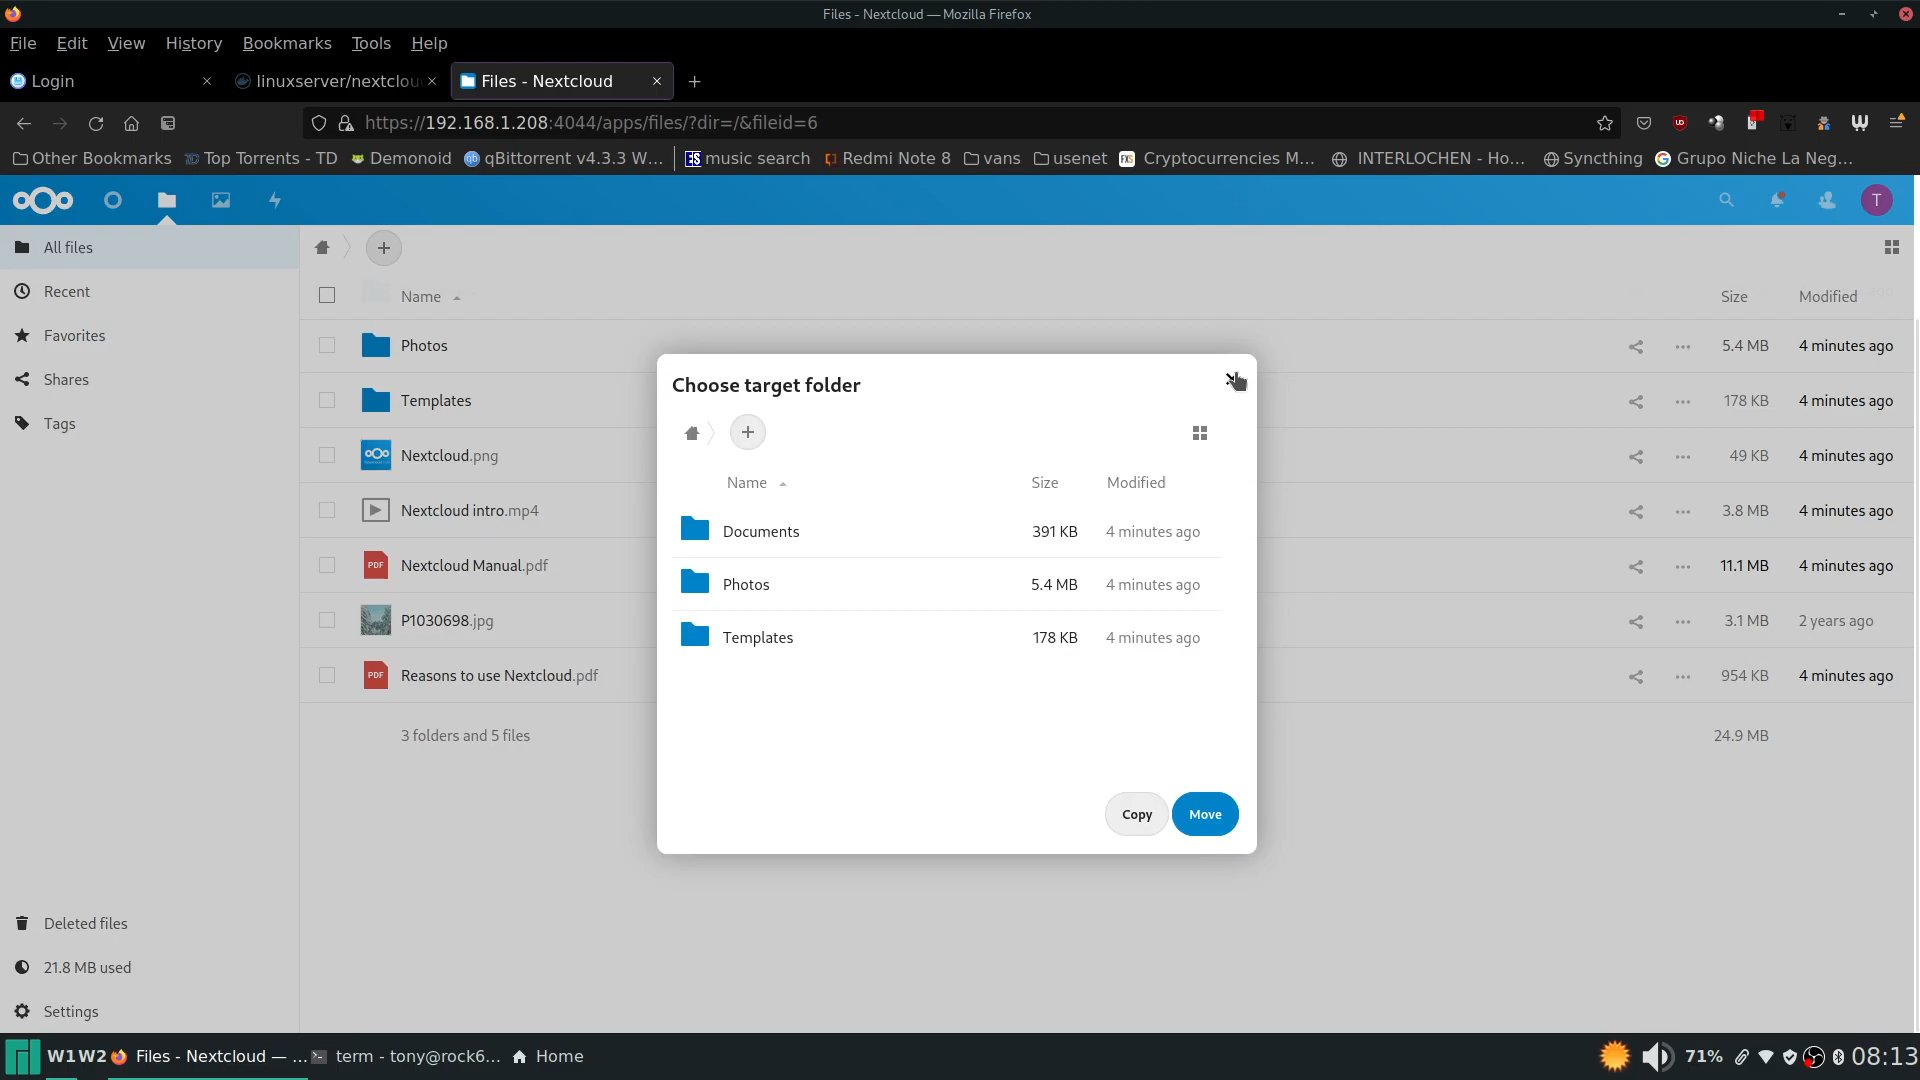 Files - Nextcloud — Mozilla Firefox
File Edit View History Bookmarks Tools Help
Login
linuxserver/nextclou
Files - Nextcloud
https://192.168.1.208:4044/apps/files/?dir=/&fileid=6
Other Bookmarks Top Torrents - TD Demonoid qBittorrent v4.3.3 W... music search Redmi Note 8 vans usenet Cryptocurrencies M... INTERLOCHEN - Ho... Syncthing Grupo Niche La Neg...
T
All files
Recent
Favorites
Shares
Tags
Name Size Modified
Photos 5.4 MB 4 minutes ago
Templates 178 KB 4 minutes ago
Nextcloud.png 49 KB 4 minutes ago
Nextcloud intro.mp4 3.8 MB 4 minutes ago
PDF Nextcloud Manual.pdf 11.1 MB 4 minutes ago
P1030698.jpg 3.1 MB 2 years ago
PDF Reasons to use Nextcloud.pdf 954 KB 4 minutes ago
3 folders and 5 files 24.9 MB
Choose target folder
Name Size Modified
Documents 391 KB 4 minutes ago
Photos 5.4 MB 4 minutes ago
Templates 178 KB 4 minutes ago
Copy Move
Deleted files
21.8 MB used
Settings
W1 W2 Files - Nextcloud — ... term - tony@rock6... Home 71% 08:13